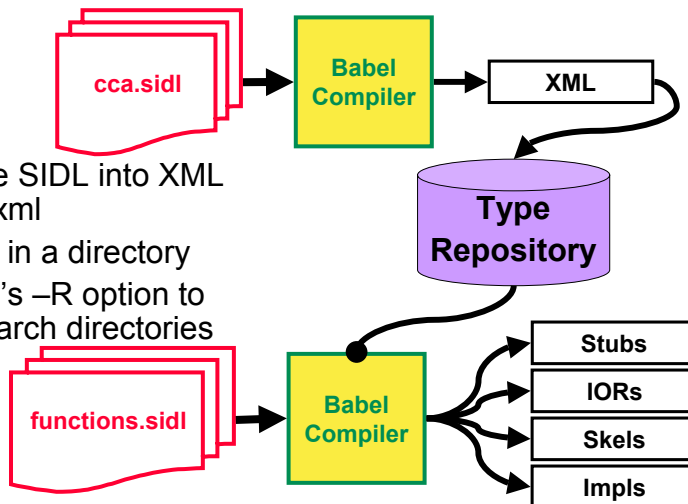 cca.sidl
Babel
Compiler
XML
e SIDL into XML
xml
in a directory
's –R option to
arch directories
Type
Repository
functions.sidl
Babel
Compiler
Stubs
IORs
Skels
Impls